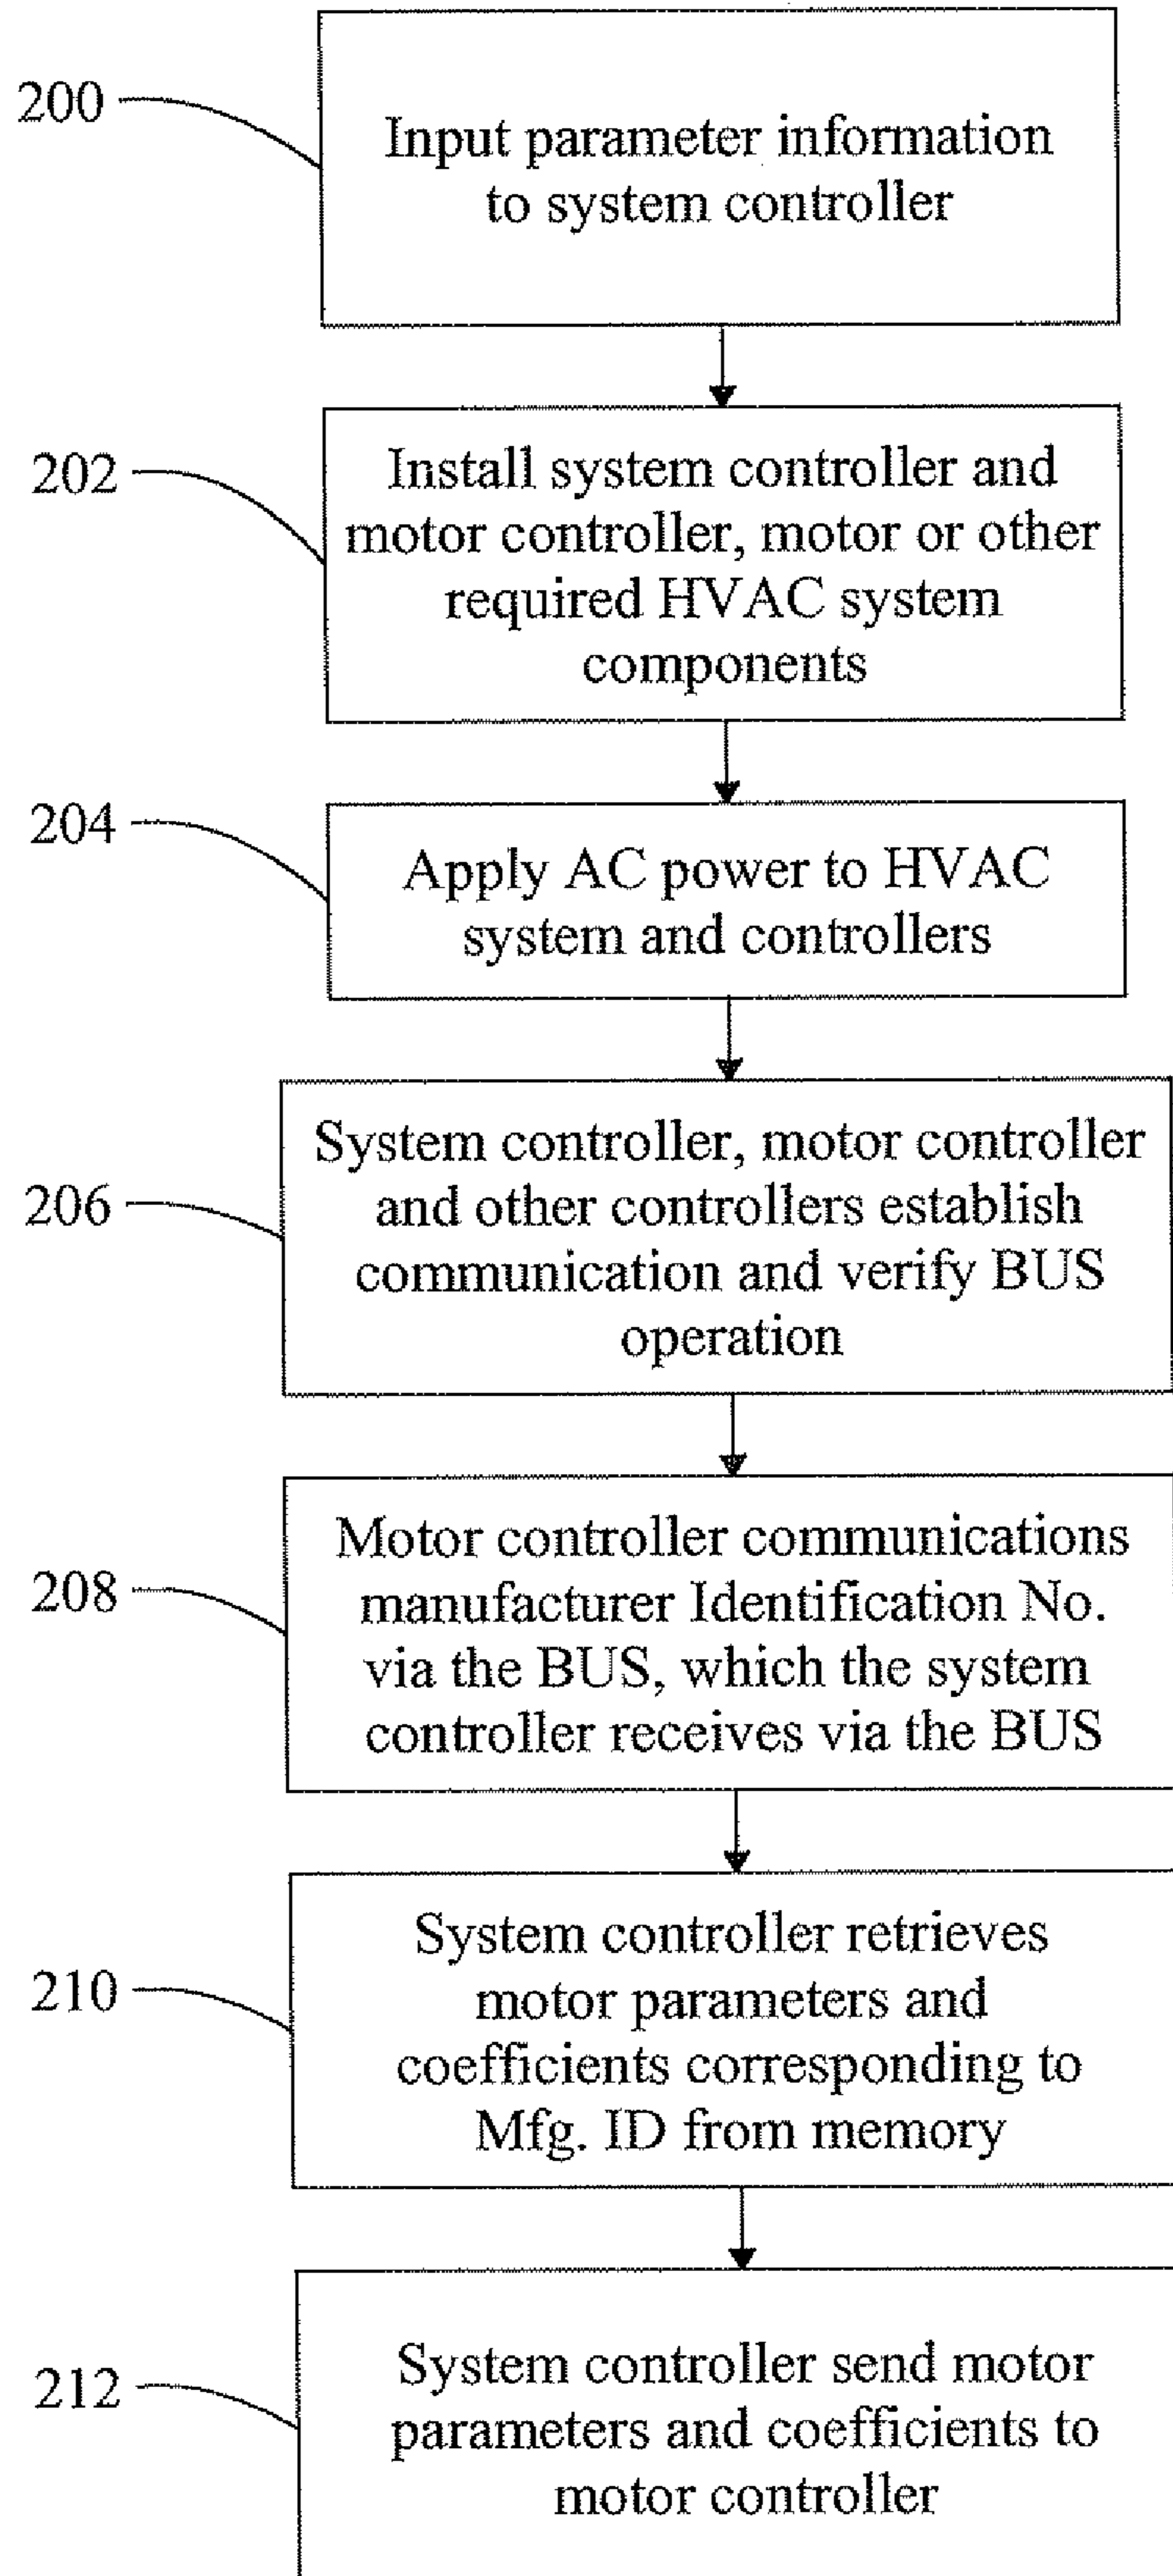 200
Input parameter information
to system controller
202
Install system controller and
motor controller, motor or other
required HVAC system
components
204
Apply AC power to HVAC
system and controllers
206
System controller, motor controller
and other controllers establish
communication and verify BUS
operation
208
Motor controller communications
manufacturer Identification No.
via the BUS, which the system
controller receives via the BUS
210
System controller retrieves
motor parameters and
coefficients corresponding to
Mfg. ID from memory
212
System controller send motor
parameters and coefficients to
motor controller